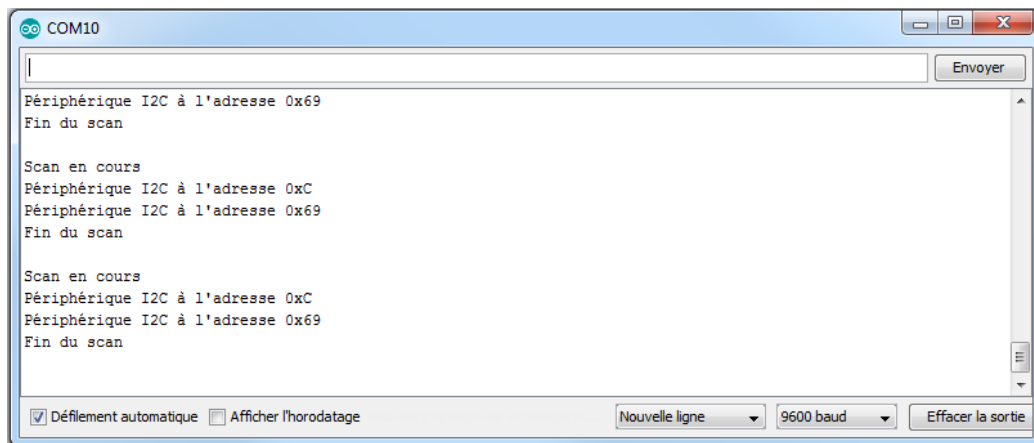 COM10
Envoyer
Périphérique I2C à l'adresse 0x69
Fin du scan
Scan en cours
Périphérique I2C à l'adresse 0xC
Périphérique I2C à l'adresse 0x69
Fin du scan
Scan en cours
Périphérique I2C à l'adresse 0xC
Périphérique I2C à l'adresse 0x69
Fin du scan
Défilement automatique Afficher l'horodatage Nouvelle ligne 9600 baud Effacer la sortie